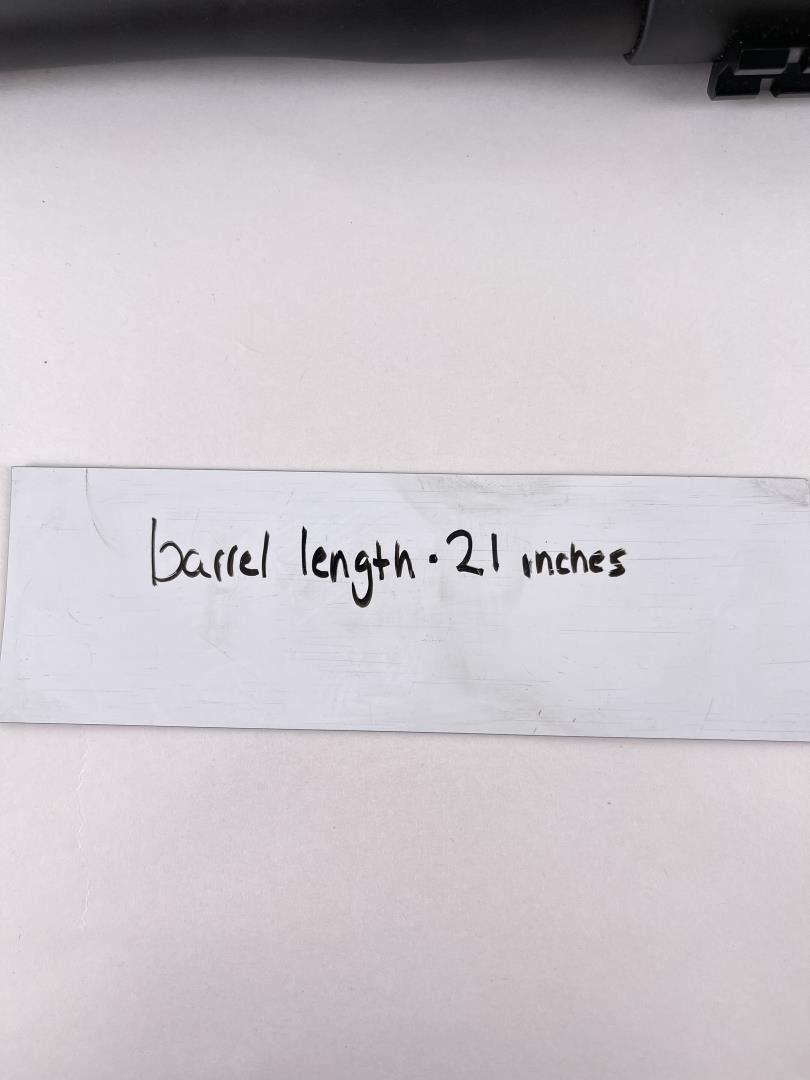 barrel length · 21 inches